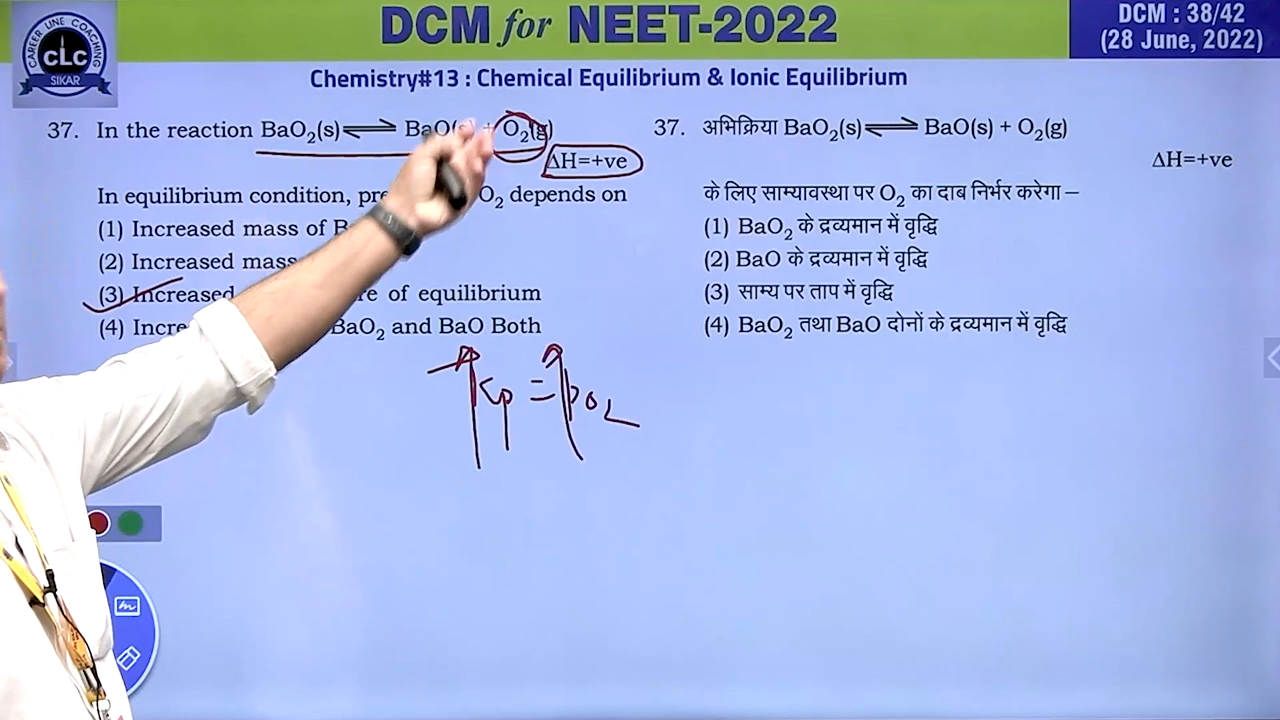 DCM for NEET-2022
DCM : 38/42
(28 June, 2022)
CAREER LINE COACHING
CLC
SIKAR
Chemistry#13 : Chemical Equilibrium & Ionic Equilibrium
37. In the reaction BaO₂(s) ⇌ BaO(s) + O₂(g)
ΔH=+ve
In equilibrium condition, pre O₂ depends on
(1) Increased mass of B
(2) Increased mass
(3) Increased re of equilibrium
(4) Incre BaO₂ and BaO Both
Kp = pO₂
37. अभिक्रिया BaO₂(s) ⇌ BaO(s) + O₂(g)
ΔH=+ve
के लिए साम्यावस्था पर O₂ का दाब निर्भर करेगा –
(1) BaO₂ के द्रव्यमान में वृद्धि
(2) BaO के द्रव्यमान में वृद्धि
(3) साम्य पर ताप में वृद्धि
(4) BaO₂ तथा BaO दोनों के द्रव्यमान में वृद्धि